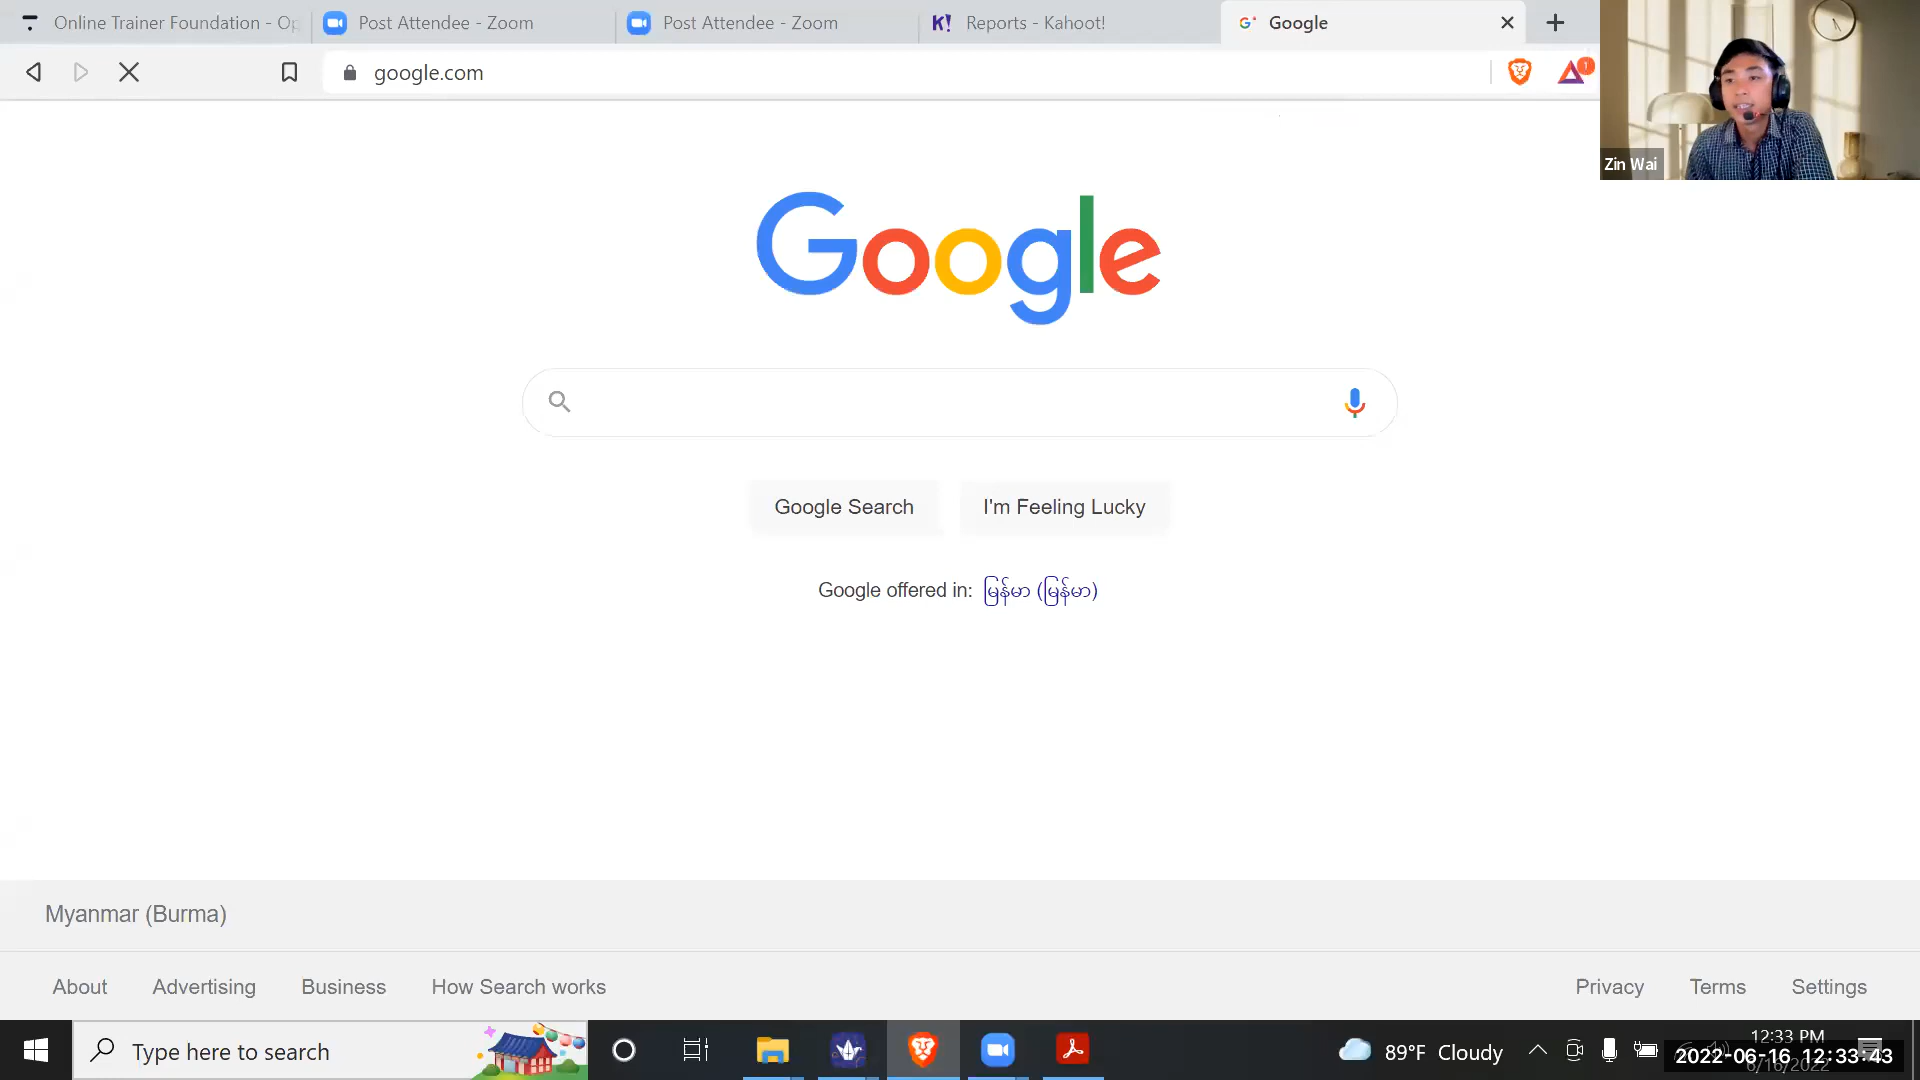 Online Trainer Foundation - Op
Post Attendee - Zoom
Post Attendee - Zoom
K! Reports - Kahoot!
Google
google.com
1
Zin Wai
Google
Google Search
I'm Feeling Lucky
Google offered in: မြန်မာ (မြန်မာ)
Myanmar (Burma)
About
Advertising
Business
How Search works
Privacy
Terms
Settings
Type here to search
89°F Cloudy
12:33 PM
2022-06-16 12:33:43
6/16/2022